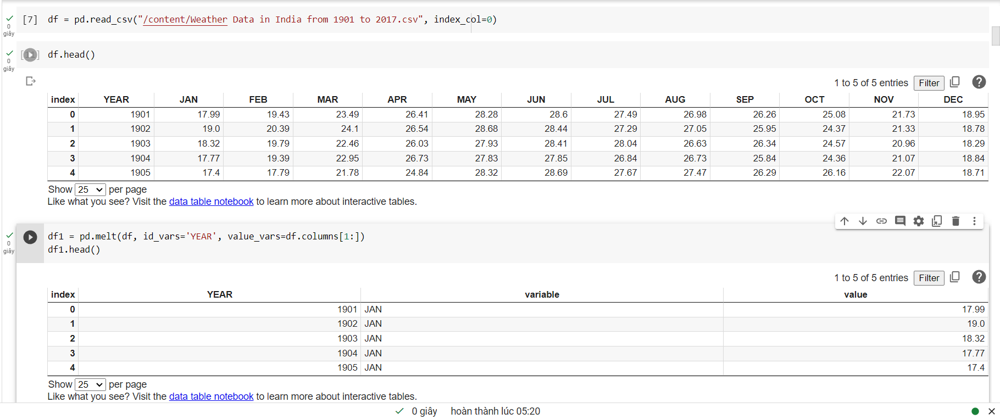 [7] df = pd.read_csv("/content/Weather Data in India from 1901 to 2017.csv", index_col=0)
0
giây
df.head()
0
giây
1 to 5 of 5 entries Filter
index YEAR JAN FEB MAR APR MAY JUN JUL AUG SEP OCT NOV DEC
0 1901 17.99 19.43 23.49 26.41 28.28 28.6 27.49 26.98 26.26 25.08 21.73 18.95
1 1902 19.0 20.39 24.1 26.54 28.68 28.44 27.29 27.05 25.95 24.37 21.33 18.78
2 1903 18.32 19.79 22.46 26.03 27.93 28.41 28.04 26.63 26.34 24.57 20.96 18.29
3 1904 17.77 19.39 22.95 26.73 27.83 27.85 26.84 26.73 25.84 24.36 21.07 18.84
4 1905 17.4 17.79 21.78 24.84 28.32 28.69 27.67 27.47 26.29 26.16 22.07 18.71
Show 25 per page
Like what you see? Visit the data table notebook to learn more about interactive tables.
df1 = pd.melt(df, id_vars='YEAR', value_vars=df.columns[1:])
0
giây
df1.head()
1 to 5 of 5 entries Filter
index YEAR variable value
0 1901 JAN 17.99
1 1902 JAN 19.0
2 1903 JAN 18.32
3 1904 JAN 17.77
4 1905 JAN 17.4
Show 25 per page
Like what you see? Visit the data table notebook to learn more about interactive tables.
0 giây hoàn thành lúc 05:20